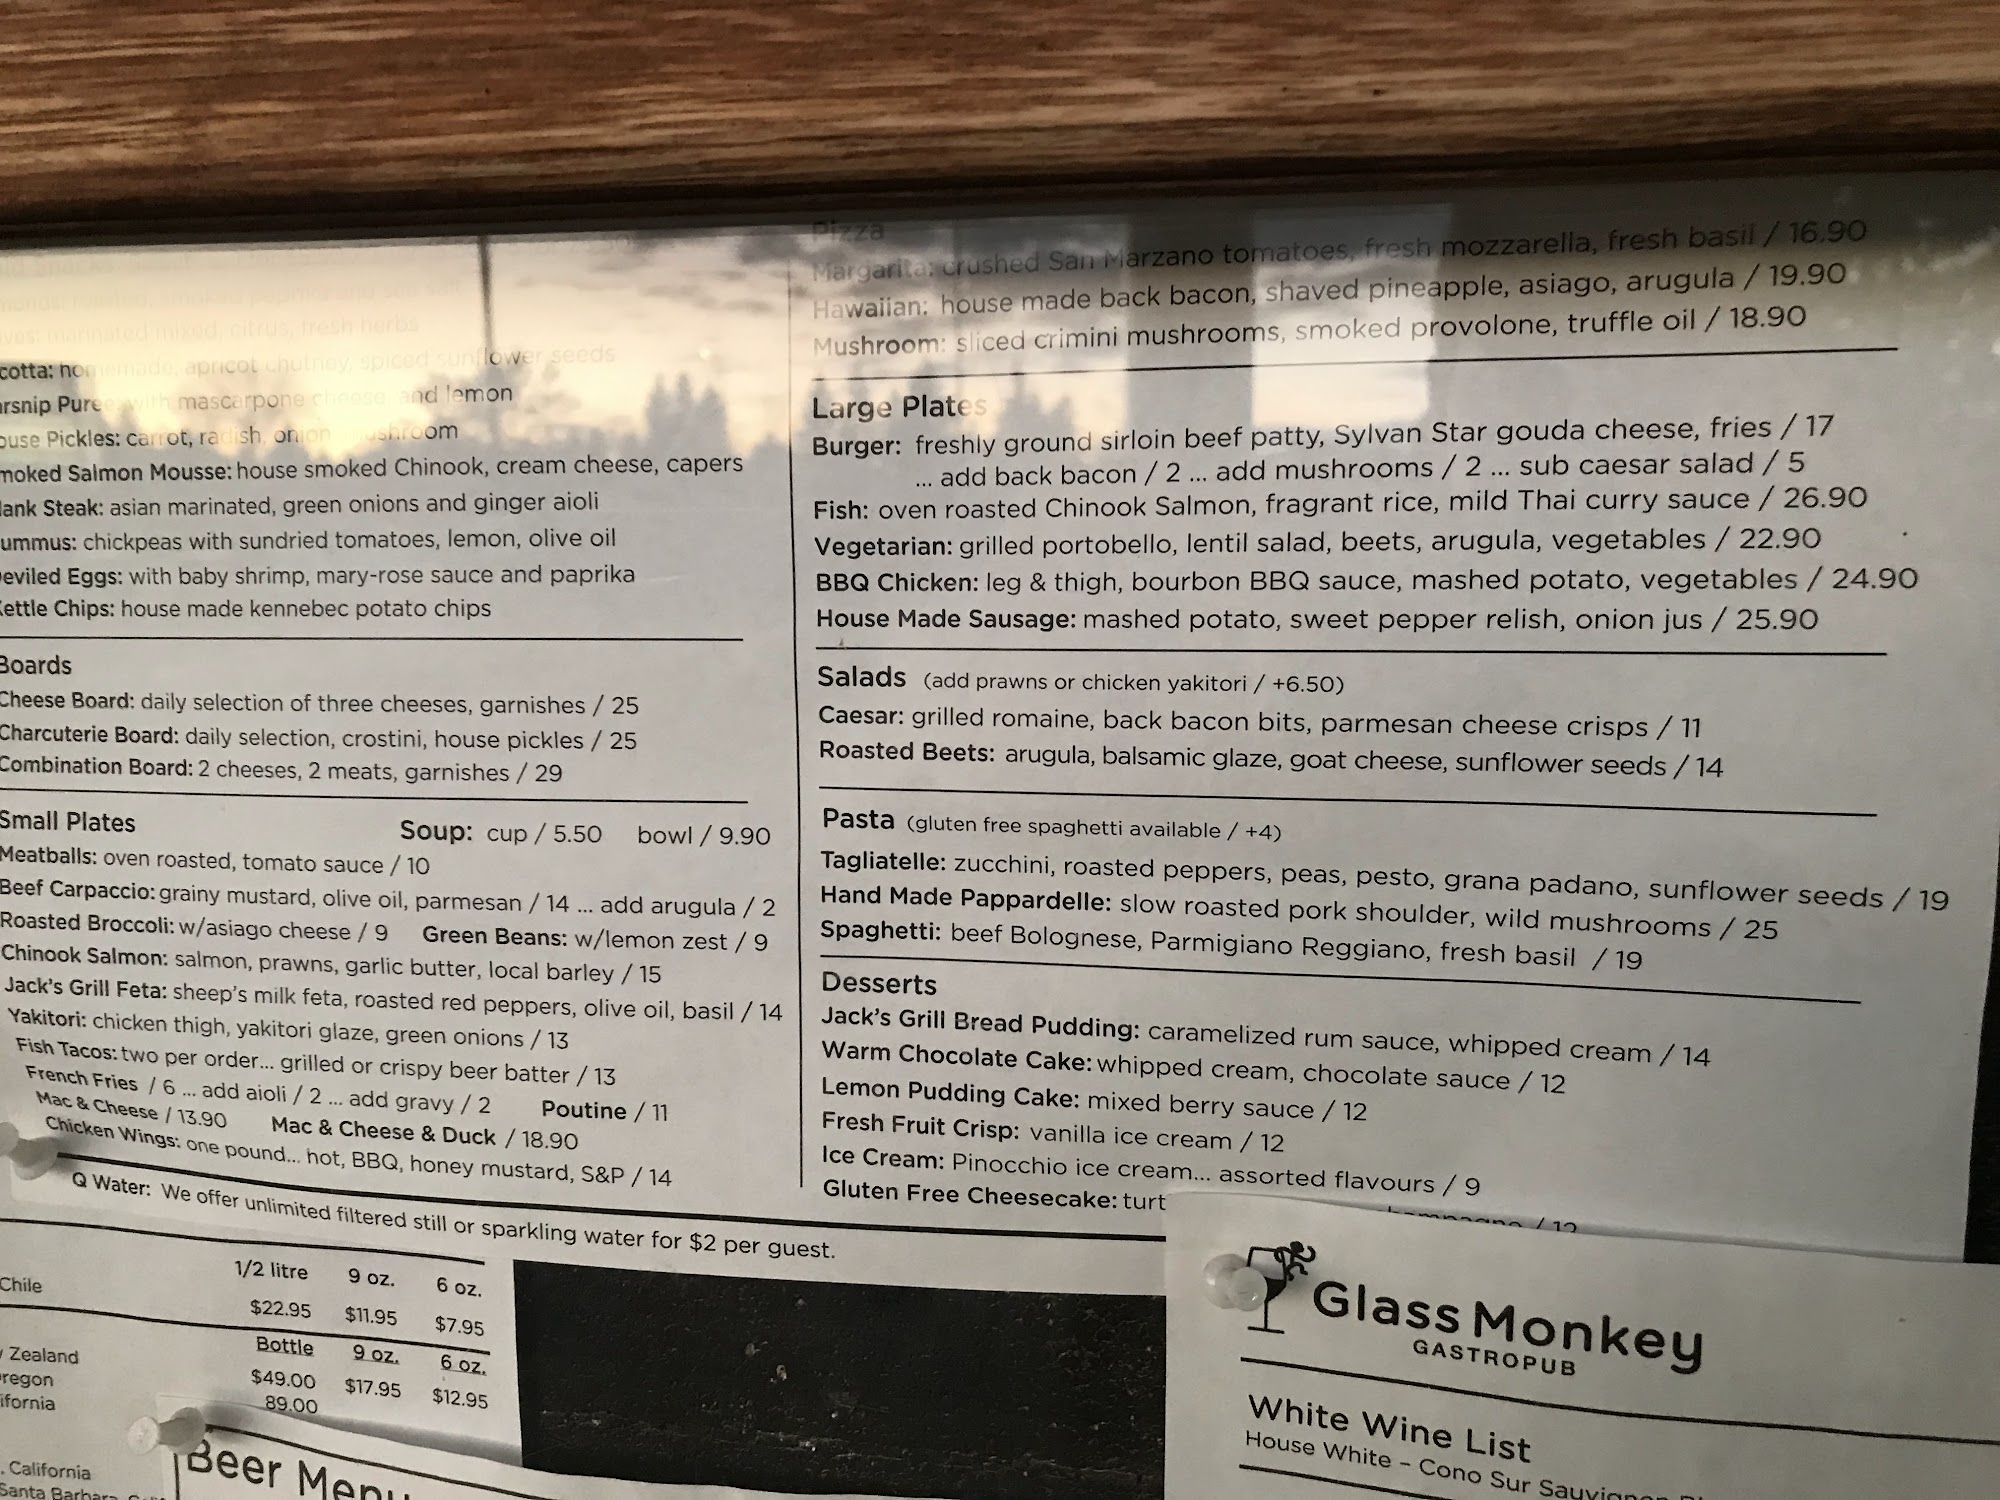 marinated mixed, citrus, fresh herbs
apricot chutney, spiced sunflower seeds
with mascarpone cheese and lemon
Pickles: carrot, radish, onion
Salmon Mousse: house smoked Chinook, cream cheese, capers
Steak: asian marinated, green onions and ginger aioli
ummus: chickpeas with sundried tomatoes, lemon, olive oil
eviled Eggs: with baby shrimp, mary-rose sauce and paprika
Kettle Chips: house made kennebec potato chips
Boards
Cheese Board: daily selection of three cheeses, garnishes / 25
Charcuterie Board: daily selection, crostini, house pickles / 25
Combination Board: 2 cheeses, 2 meats, garnishes / 29
Small Plates Soup: cup / 5.50 bowl / 9.90
Meatballs: oven roasted, tomato sauce / 10
Beef Carpaccio: grainy mustard, olive oil, parmesan / 14 ... add arugula / 2
Roasted Broccoli: w/asiago cheese / 9 Green Beans: w/lemon zest / 9
Chinook Salmon: salmon, prawns, garlic butter, local barley / 15
Jack's Grill Feta: sheep's milk feta, roasted red peppers, olive oil, basil / 14
Yakitori: chicken thigh, yakitori glaze, green onions / 13
Fish Tacos: two per order... grilled or crispy beer batter / 13
French Fries / 6 ... add aioli / 2 ... add gravy / 2 Poutine / 11
Mac & Cheese / 13.90 Mac & Cheese & Duck / 18.90
Chicken Wings: one pound... hot, BBQ, honey mustard, S&P / 14
Q Water: We offer unlimited filtered still or sparkling water for $2 per guest.
Pizza
Margarita: crushed San Marzano tomatoes, fresh mozzarella, fresh basil / 16.90
Hawaiian: house made back bacon, shaved pineapple, asiago, arugula / 19.90
Mushroom: sliced crimini mushrooms, smoked provolone, truffle oil / 18.90
Large Plates
Burger: freshly ground sirloin beef patty, Sylvan Star gouda cheese, fries / 17
... add back bacon / 2 ... add mushrooms / 2 ... sub caesar salad / 5
Fish: oven roasted Chinook Salmon, fragrant rice, mild Thai curry sauce / 26.90
Vegetarian: grilled portobello, lentil salad, beets, arugula, vegetables / 22.90
BBQ Chicken: leg & thigh, bourbon BBQ sauce, mashed potato, vegetables / 24.90
House Made Sausage: mashed potato, sweet pepper relish, onion jus / 25.90
Salads (add prawns or chicken yakitori / +6.50)
Caesar: grilled romaine, back bacon bits, parmesan cheese crisps / 11
Roasted Beets: arugula, balsamic glaze, goat cheese, sunflower seeds / 14
Pasta (gluten free spaghetti available / +4)
Tagliatelle: zucchini, roasted peppers, peas, pesto, grana padano, sunflower seeds / 19
Hand Made Pappardelle: slow roasted pork shoulder, wild mushrooms / 25
Spaghetti: beef Bolognese, Parmigiano Reggiano, fresh basil / 19
Desserts
Jack's Grill Bread Pudding: caramelized rum sauce, whipped cream / 14
Warm Chocolate Cake: whipped cream, chocolate sauce / 12
Lemon Pudding Cake: mixed berry sauce / 12
Fresh Fruit Crisp: vanilla ice cream / 12
Ice Cream: Pinocchio ice cream... assorted flavours / 9
Gluten Free Cheesecake: turt
1/2 litre 9 oz. 6 oz.
Chile $22.95 $11.95 $7.95
Bottle 9 oz. 6 oz.
Zealand $49.00 $17.95 $12.95
regon 89.00
ifornia
California
Santa Barbara
Beer Menu
Glass Monkey
GASTROPUB
White Wine List
House White - Cono Sur Sauvignon